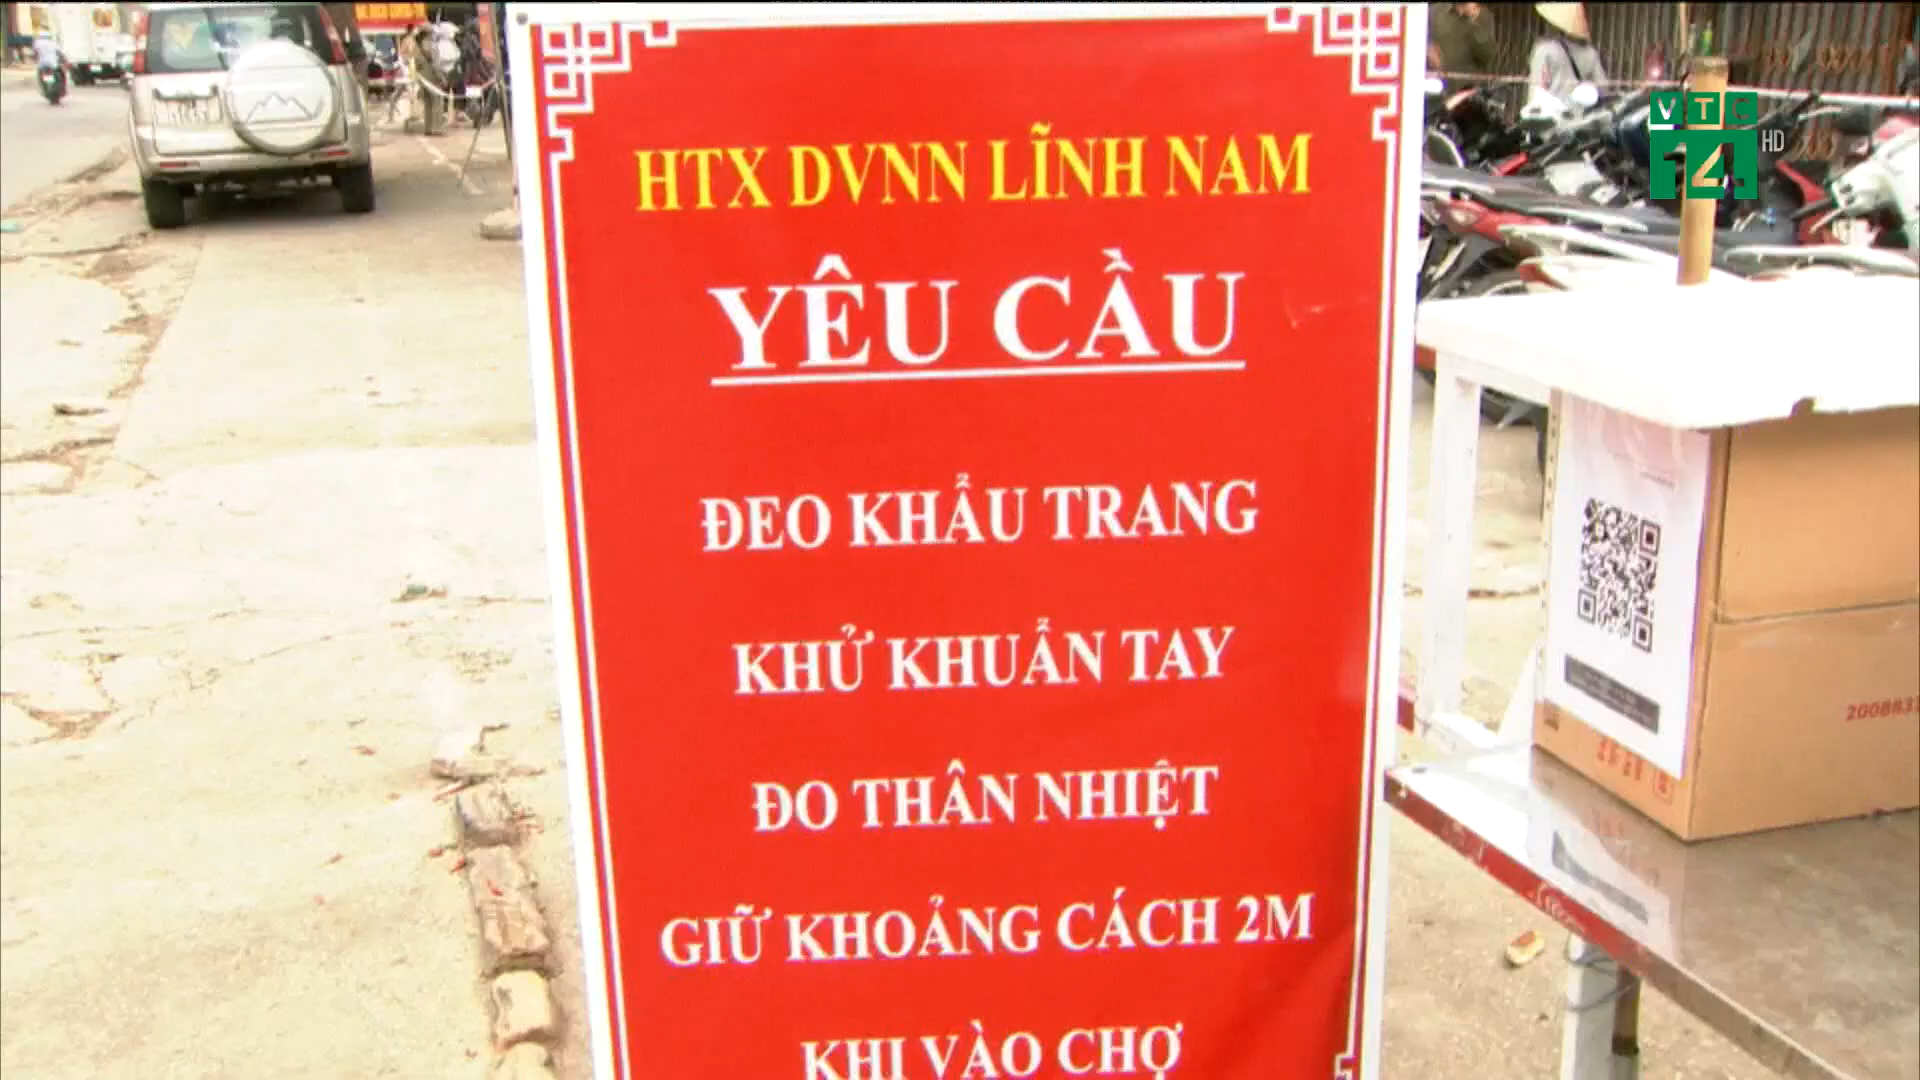 HTX DVNN LĨNH NAM
YÊU CẦU
ĐEO KHẨU TRANG
KHỬ KHUẨN TAY
ĐO THÂN NHIỆT
GIỮ KHOẢNG CÁCH 2M
KHI VÀO CHỢ
VTC
14
HD